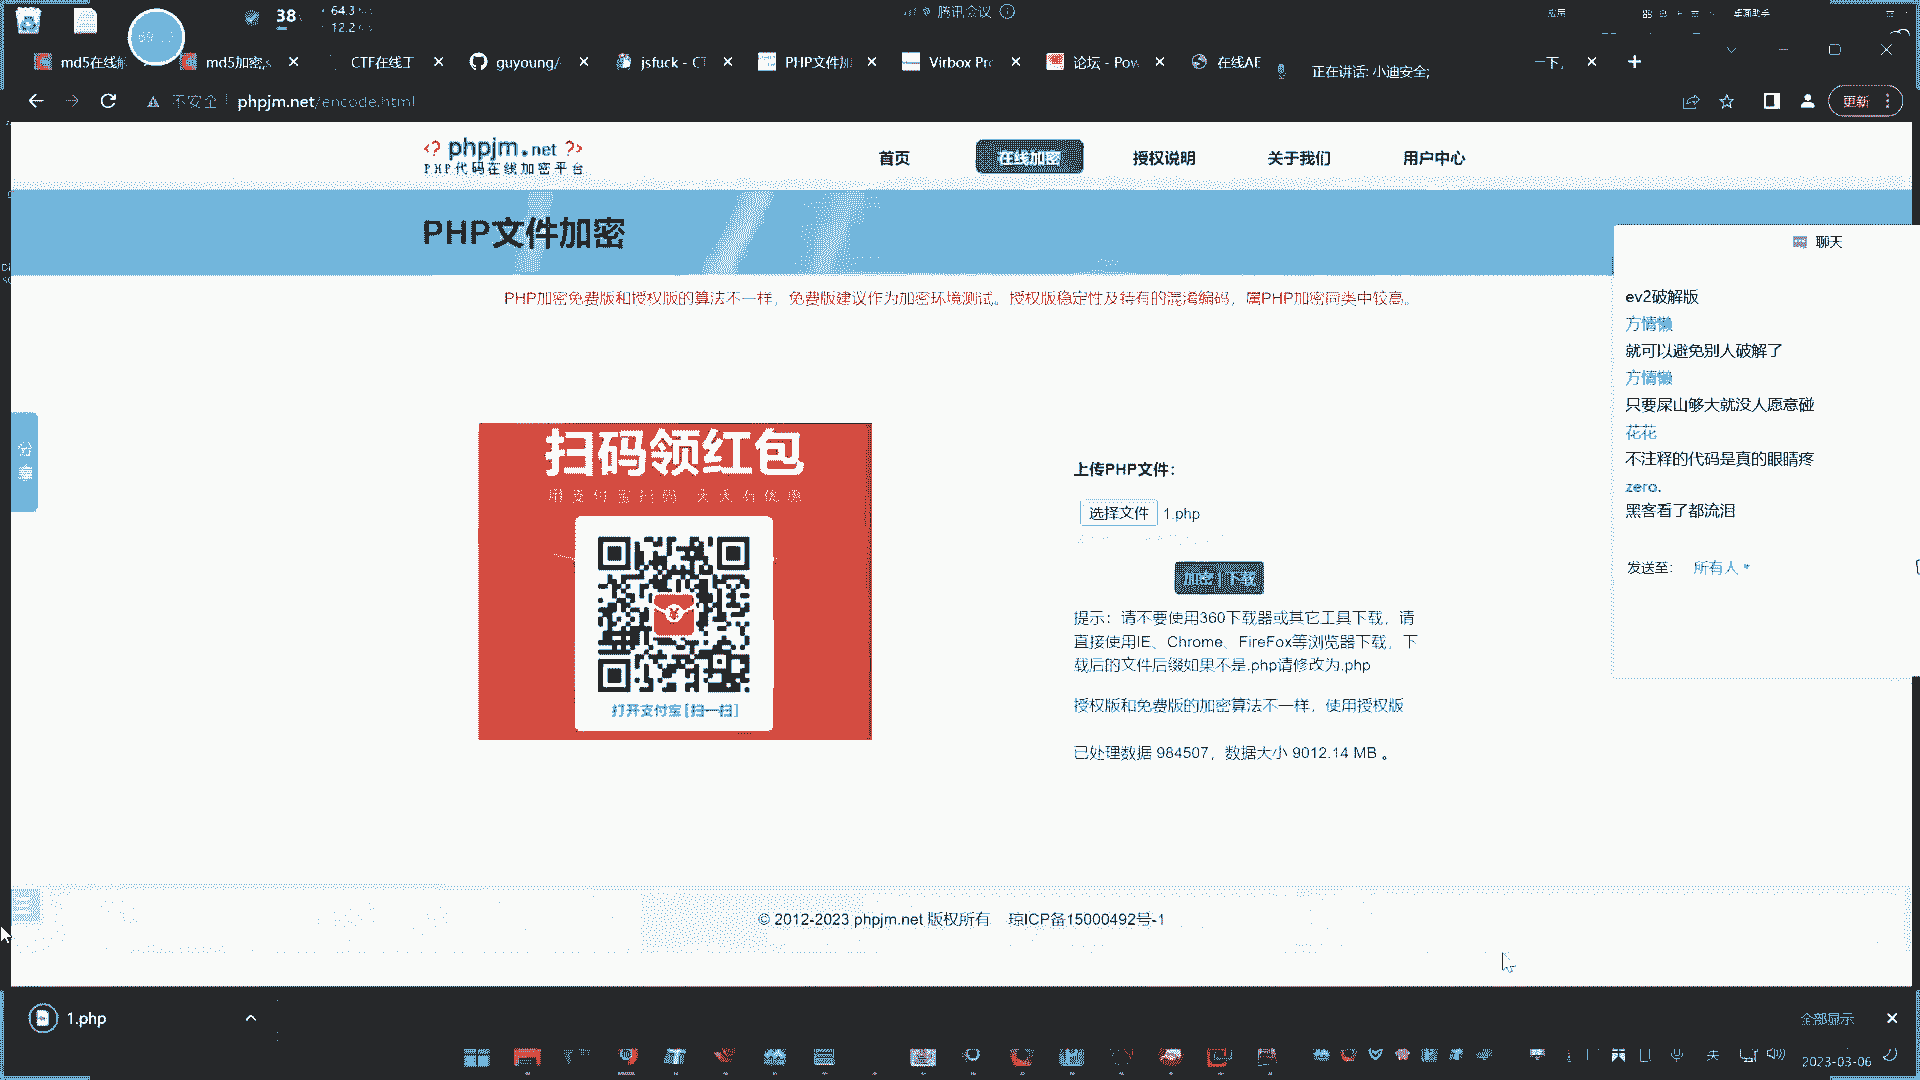 38
64.3
12.2
腾讯会议
桌面助手
md5在线解
md5加密,s
CTF在线工
guyoung/
jsfuck - CT
PHP文件加
Virbox Pro
论坛 - Pow
在线AE
正在讲话: 小迪安全;
一下,
不安全
phpjm.net/encode.html
更新
<? phpjm.net ?>
PHP代码在线加密平台
首页
在线加密
授权说明
关于我们
用户中心
PHP文件加密
聊天
PHP加密免费版和授权版的算法不一样，免费版建议作为加密环境测试。授权版稳定性及特有的混淆编码，属PHP加密同类中较高。
ev2破解版
方情懒
就可以避免别人破解了
方情懒
只要屎山够大就没人愿意碰
花花
不注释的代码是真的眼睛疼
zero.
黑客看了都流泪
发送至:
所有人
分享
扫码领红包
用支付宝扫码 天天有优惠
打开支付宝[扫一扫]
上传PHP文件：
选择文件 1.php
加密 | 下载
提示：请不要使用360下载器或其它工具下载，请
直接使用IE、Chrome、FireFox等浏览器下载，下
载后的文件后缀如果不是.php请修改为.php
授权版和免费版的加密算法不一样，使用授权版
已处理数据 984507，数据大小 9012.14 MB 。
© 2012-2023 phpjm.net 版权所有 琼ICP备15000492号-1
1.php
全部显示
2023-03-06